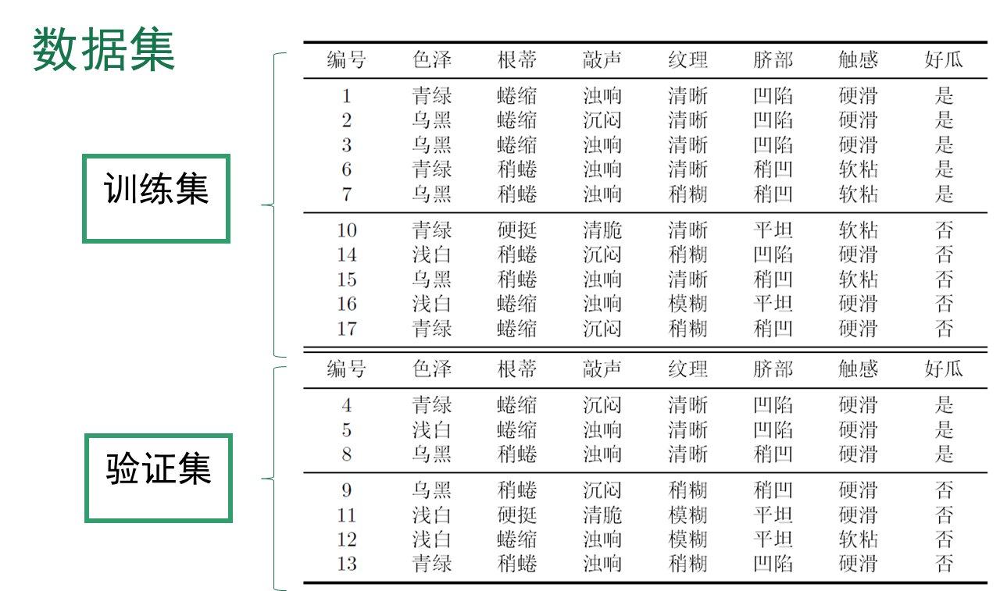 数据集
编号 色泽 根蒂 敲声 纹理 脐部 触感 好瓜
1 青绿 蜷缩 浊响 清晰 凹陷 硬滑 是
2 乌黑 蜷缩 沉闷 清晰 凹陷 硬滑 是
3 乌黑 蜷缩 浊响 清晰 凹陷 硬滑 是
6 青绿 稍蜷 浊响 清晰 稍凹 软粘 是
7 乌黑 稍蜷 浊响 稍糊 稍凹 软粘 是
训练集
10 青绿 硬挺 清脆 清晰 平坦 软粘 否
14 浅白 稍蜷 沉闷 稍糊 凹陷 硬滑 否
15 乌黑 稍蜷 浊响 清晰 稍凹 软粘 否
16 浅白 蜷缩 浊响 模糊 平坦 硬滑 否
17 青绿 蜷缩 沉闷 稍糊 稍凹 硬滑 否
编号 色泽 根蒂 敲声 纹理 脐部 触感 好瓜
4 青绿 蜷缩 沉闷 清晰 凹陷 硬滑 是
5 浅白 蜷缩 浊响 清晰 凹陷 硬滑 是
8 乌黑 稍蜷 浊响 清晰 稍凹 硬滑 是
验证集
9 乌黑 稍蜷 沉闷 稍糊 稍凹 硬滑 否
11 浅白 硬挺 清脆 模糊 平坦 硬滑 否
12 浅白 蜷缩 浊响 模糊 平坦 软粘 否
13 青绿 稍蜷 浊响 稍糊 凹陷 硬滑 否